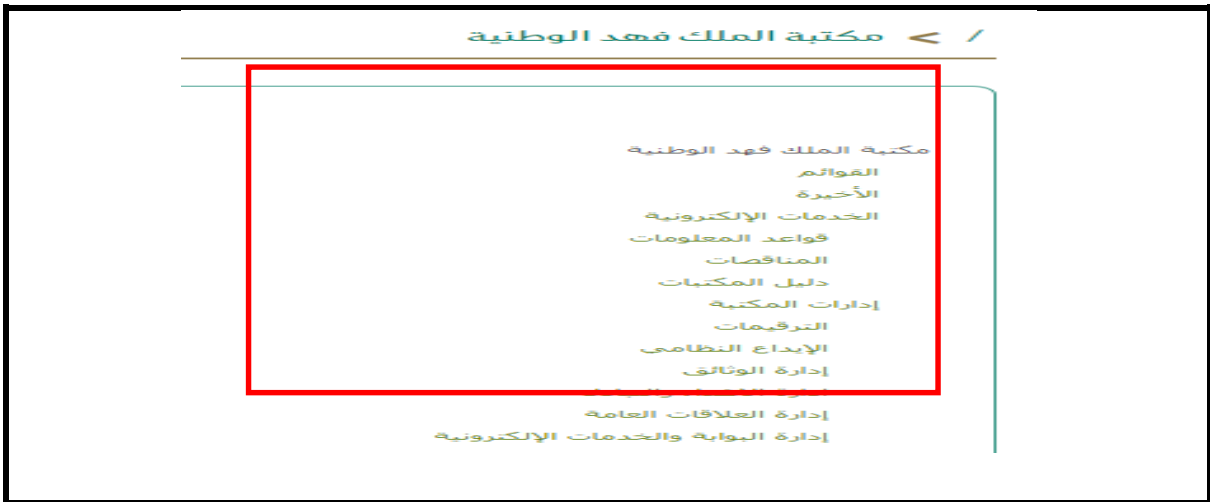 / > مكتبة الملك فهد الوطنية
مكتبة الملك فهد الوطنية
القوائم
الأخيرة
الخدمات الإلكترونية
قواعد المعلومات
المناقصات
دليل المكتبات
إدارات المكتبة
الترقيمات
الإيداع النظامي
إدارة الوثائق
إدارة العلاقات العامة
إدارة البوابة والخدمات الإلكترونية